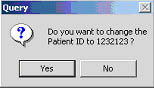 Query
Do you want to change the
Patient ID to 1232123 ?
Yes
No